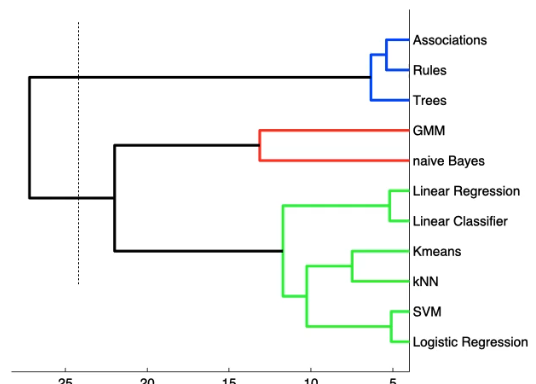 Associations
Rules
Trees
GMM
naive Bayes
Linear Regression
Linear Classifier
Kmeans
kNN
SVM
Logistic Regression
25 20 15 10 5